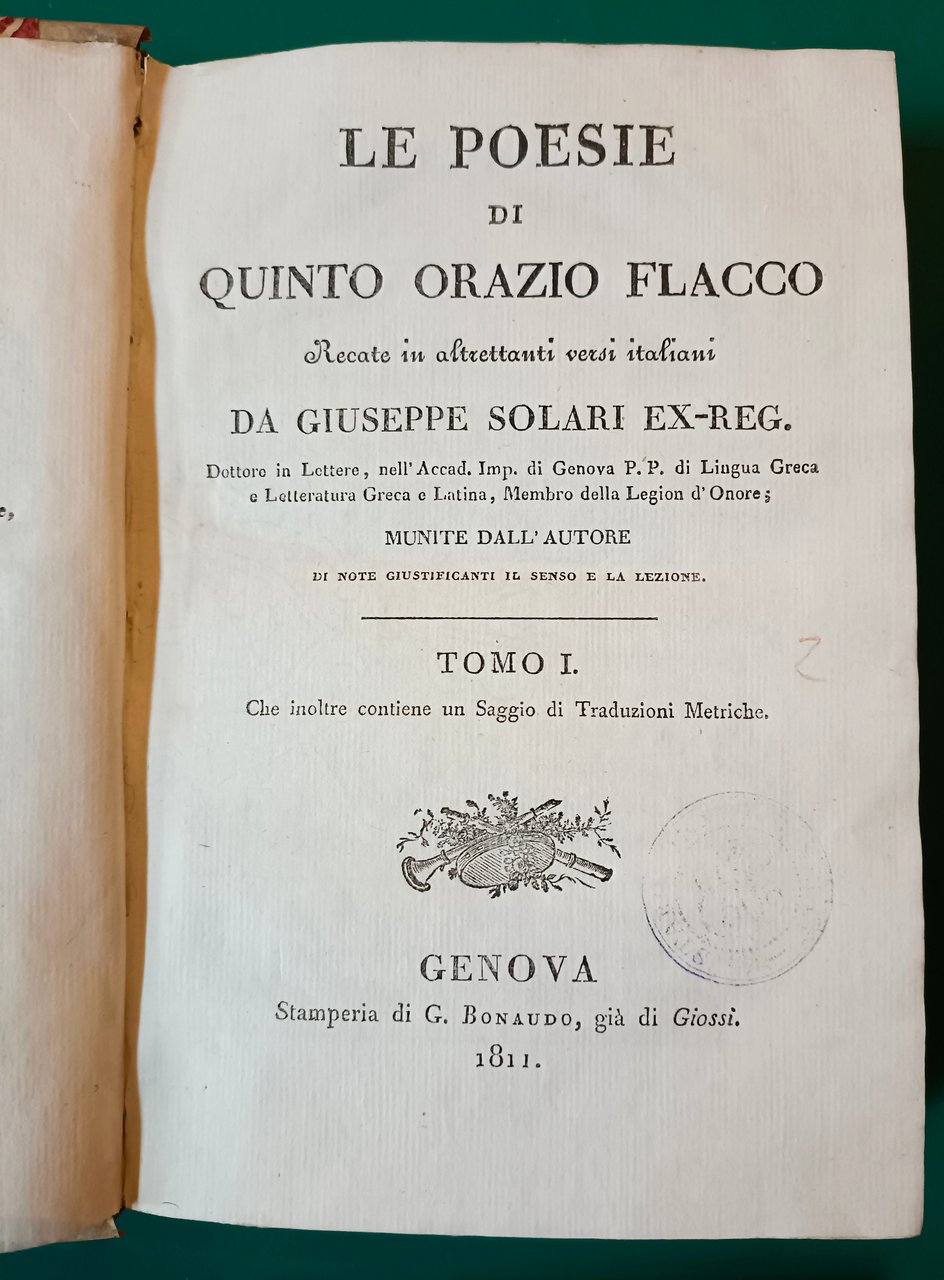 LE POESIE
DI
QUINTO ORAZIO FLACCO
Recate in altrettanti versi italiani
DA GIUSEPPE SOLARI EX-REG.
Dottore in Lettere, nell'Accad. Imp. di Genova P. P. di Lingua Greca
e Letteratura Greca e Latina, Membro della Legion d'Onore;
MUNITE DALL'AUTORE
DI NOTE GIUSTIFICANTI IL SENSO E LA LEZIONE.
TOMO I.
2
Che inoltre contiene un Saggio di Traduzioni Metriche.
GENOVA
Stamperia di G. BONAUDO, già di Giossi.
1811.